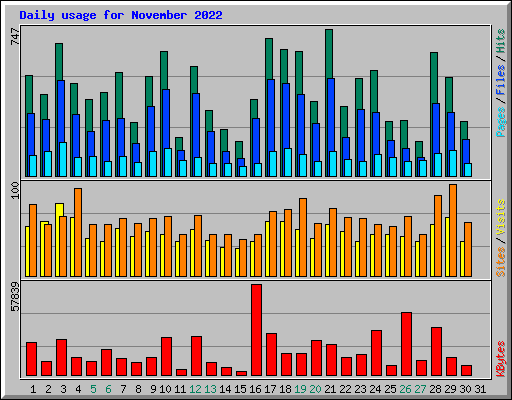 Daily usage for November 2022
747
Pages / Files / Hits
100
Sites / Visits
57839
KBytes
1 2 3 4 5 6 7 8 9 10 11 12 13 14 15 16 17 18 19 20 21 22 23 24 25 26 27 28 29 30 31